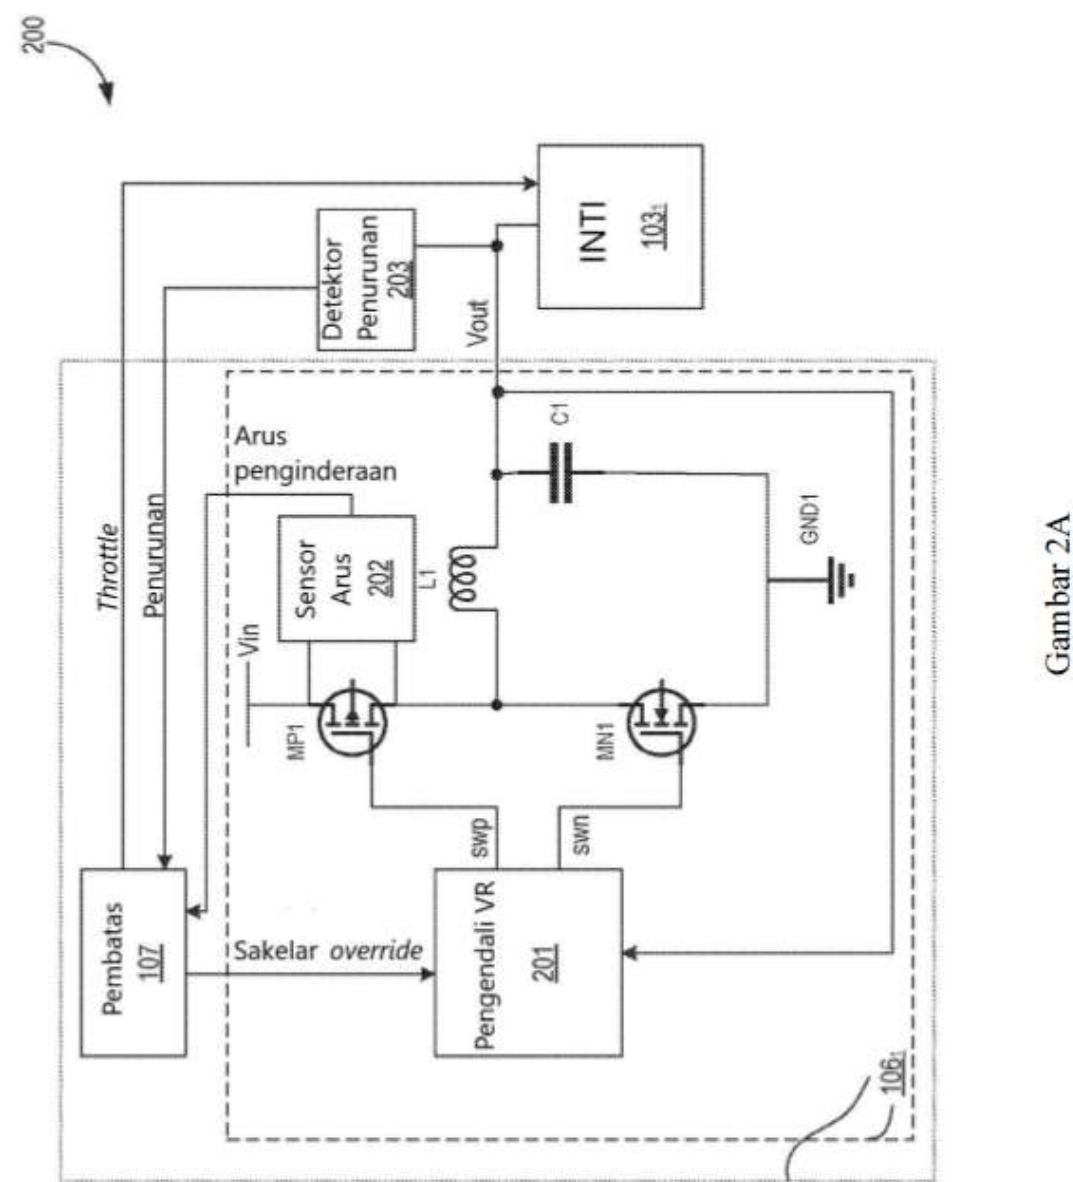 200
Throttle
Penurunan
Pembatas
107
Arus
penginderaan
Sensor
Arus
202
Detektor
Penurunan
203
Vin
L1
MP1
Sakelar override
Vout
INTI
103₁
C1
swp
swn
MN1
GND1
Pengendali VR
201
106₁
Gambar 2A